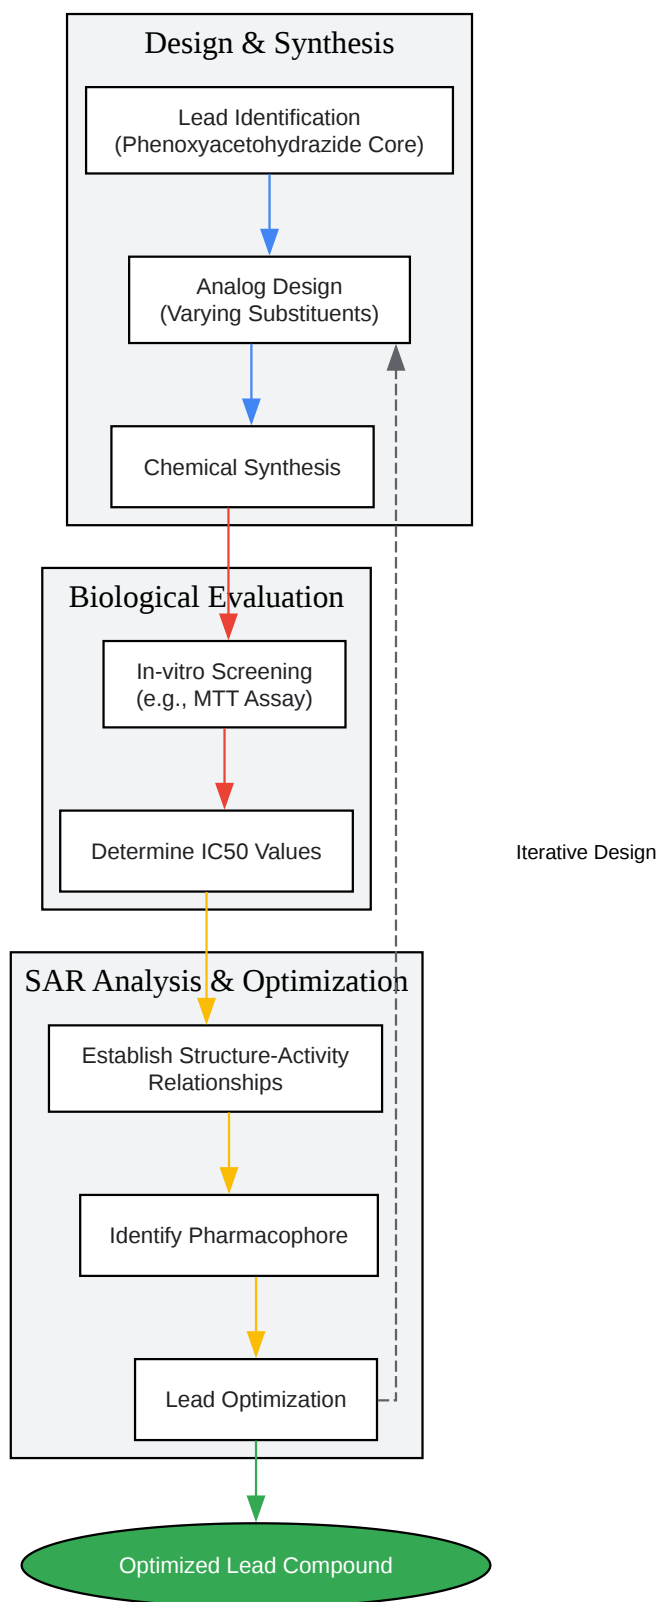 Design & Synthesis
Lead Identification
(Phenoxyacetohydrazide Core)
Analog Design
(Varying Substituents)
Chemical Synthesis
Biological Evaluation
In-vitro Screening
(e.g., MTT Assay)
Determine IC50 Values
Iterative Design
SAR Analysis & Optimization
Establish Structure-Activity
Relationships
Identify Pharmacophore
Lead Optimization
Optimized Lead Compound